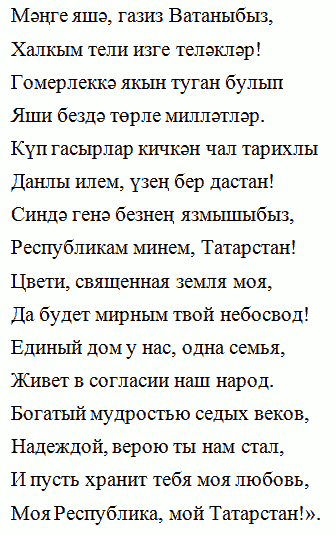 Мәңге яшә, газиз Ватаныбыз,
Халкым тели изге теләкләр!
Гомерлеккә якын туган булып
Яши бездә төрле милләтләр.
Күп гасырлар кичкән чал тарихлы
Данлы илем, үзең бер дастан!
Синдә генә безнең язмышыбыз,
Республикам минем, Татарстан!
Цвети, священная земля моя,
Да будет мирным твой небосвод!
Единый дом у нас, одна семья,
Живет в согласии наш народ.
Богатый мудростью седых веков,
Надеждой, верою ты нам стал,
И пусть хранит тебя моя любовь,
Моя Республика, мой Татарстан!».